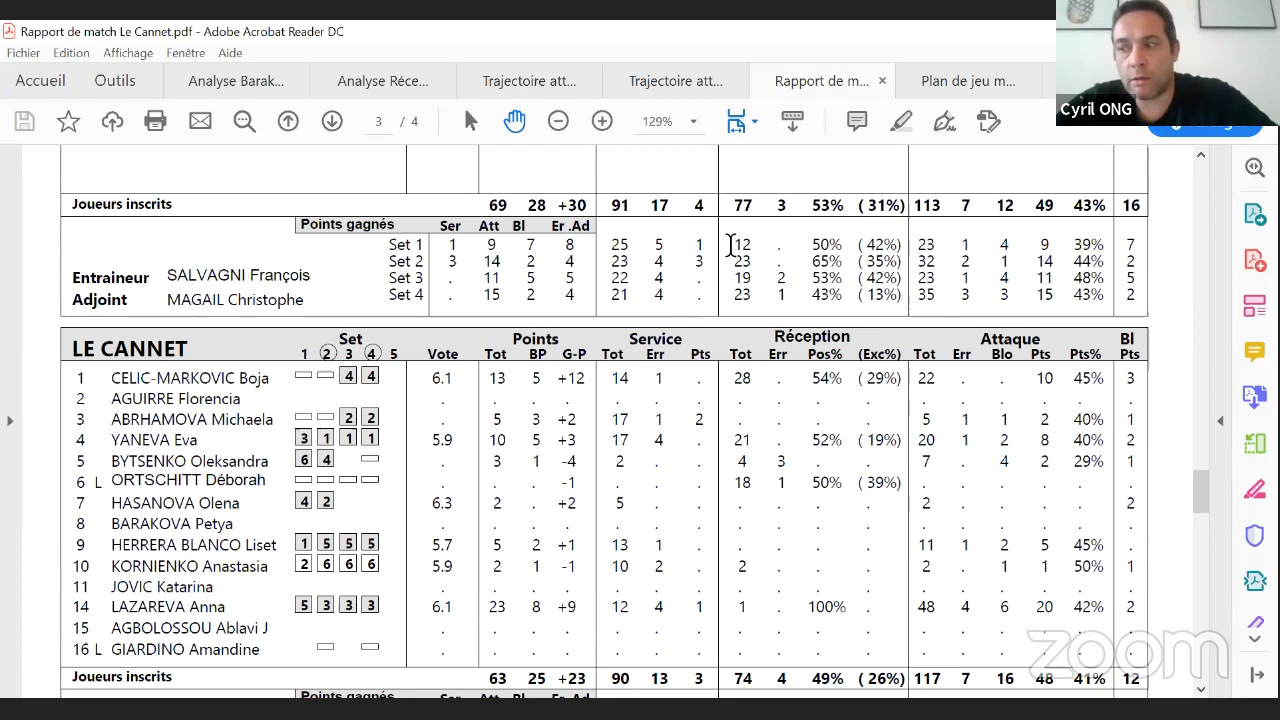 Rapport de match Le Cannet.pdf - Adobe Acrobat Reader DC
Fichier Edition Affichage Fenêtre Aide
Accueil Outils Analyse Barak... Analyse Réce... Trajectoire att... Trajectoire att... Rapport de m... × Plan de jeu m...
3 / 4 129%
Cyril ONG
Joueurs inscrits 69 28 +30 91 17 4 77 3 53% ( 31%) 113 7 12 49 43% 16
Points gagnés Ser Att Bl Er .Ad
Set 1 1 9 7 8 25 5 1 12 . 50% (42%) 23 1 4 9 39% 7
Set 2 3 14 2 4 23 4 3 23 . 65% (35%) 32 2 1 14 44% 2
Entraineur SALVAGNI François Set 3 . 11 5 5 22 4 . 19 2 53% (42%) 23 1 4 11 48% 5
Adjoint MAGAIL Christophe Set 4 . 15 2 4 21 4 . 23 1 43% (13%) 35 3 3 15 43% 2
LE CANNET Set Points Service Réception Attaque Bl
1 2 3 4 5 Vote Tot BP G-P Tot Err Pts Tot Err Pos% (Exc%) Tot Err Blo Pts Pts% Pts
1 CELIC-MARKOVIC Boja 4 4 6.1 13 5 +12 14 1 . 28 . 54% ( 29%) 22 . . 10 45% 3
2 AGUIRRE Florencia . . . . . . . . . . . . . . . . .
3 ABRHAMOVA Michaela 2 2 . 5 3 +2 17 1 2 . . . . 5 1 1 2 40% 1
4 YANEVA Eva 3 1 1 1 5.9 10 5 +3 17 4 . 21 . 52% ( 19%) 20 1 2 8 40% 2
5 BYTSENKO Oleksandra 6 4 . 3 1 -4 2 . . 4 3 . . 7 . 4 2 29% 1
6 L ORTSCHITT Déborah . . . -1 . . . 18 1 50% ( 39%) . . . . . .
7 HASANOVA Olena 4 2 6.3 2 . +2 5 . . . . . . 2 . . . . 2
8 BARAKOVA Petya . . . . . . . . . . . . . . . . .
9 HERRERA BLANCO Liset 1 5 5 5 5.7 5 2 +1 13 1 . . . . . 11 1 2 5 45% .
10 KORNIENKO Anastasia 2 6 6 6 5.9 2 1 -1 10 2 . 2 . . . 2 . 1 1 50% 1
11 JOVIC Katarina . . . . . . . . . . . . . . . . .
14 LAZAREVA Anna 5 3 3 3 6.1 23 8 +9 12 4 1 1 . 100% . 48 4 6 20 42% 2
15 AGBOLOSSOU Ablavi J . . . . . . . . . . . . . . . . .
16 L GIARDINO Amandine . . . . . . . . . . . . . . . . .
zoom
Joueurs inscrits 63 25 +23 90 13 3 74 4 49% ( 26%) 117 7 16 48 41% 12
Points gagnés Ser Att Bl Er .Ad